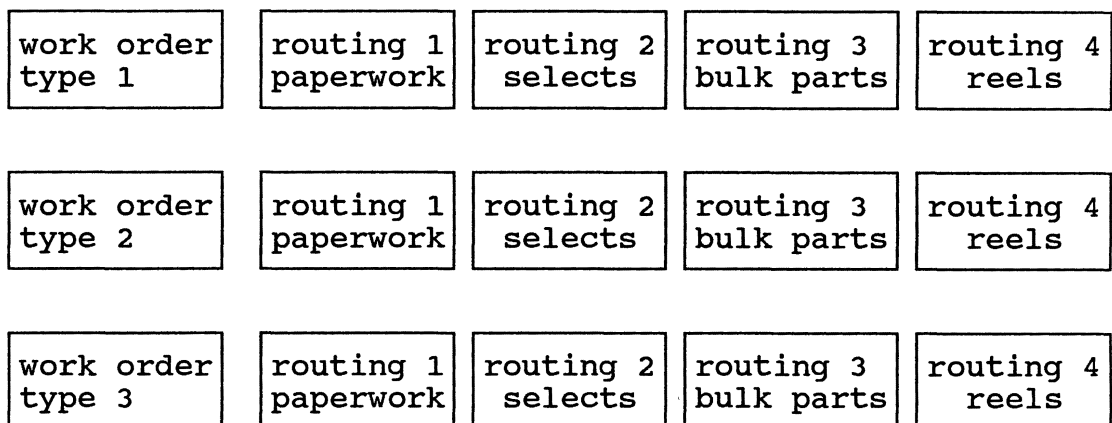 work order routing 1 routing 2 routing 3 routing 4
type 1 paperwork selects bulk parts reels
work order routing 1 routing 2 routing 3 routing 4
type 2 paperwork selects bulk parts reels
work order routing 1 routing 2 routing 3 routing 4
type 3 paperwork selects bulk parts reels